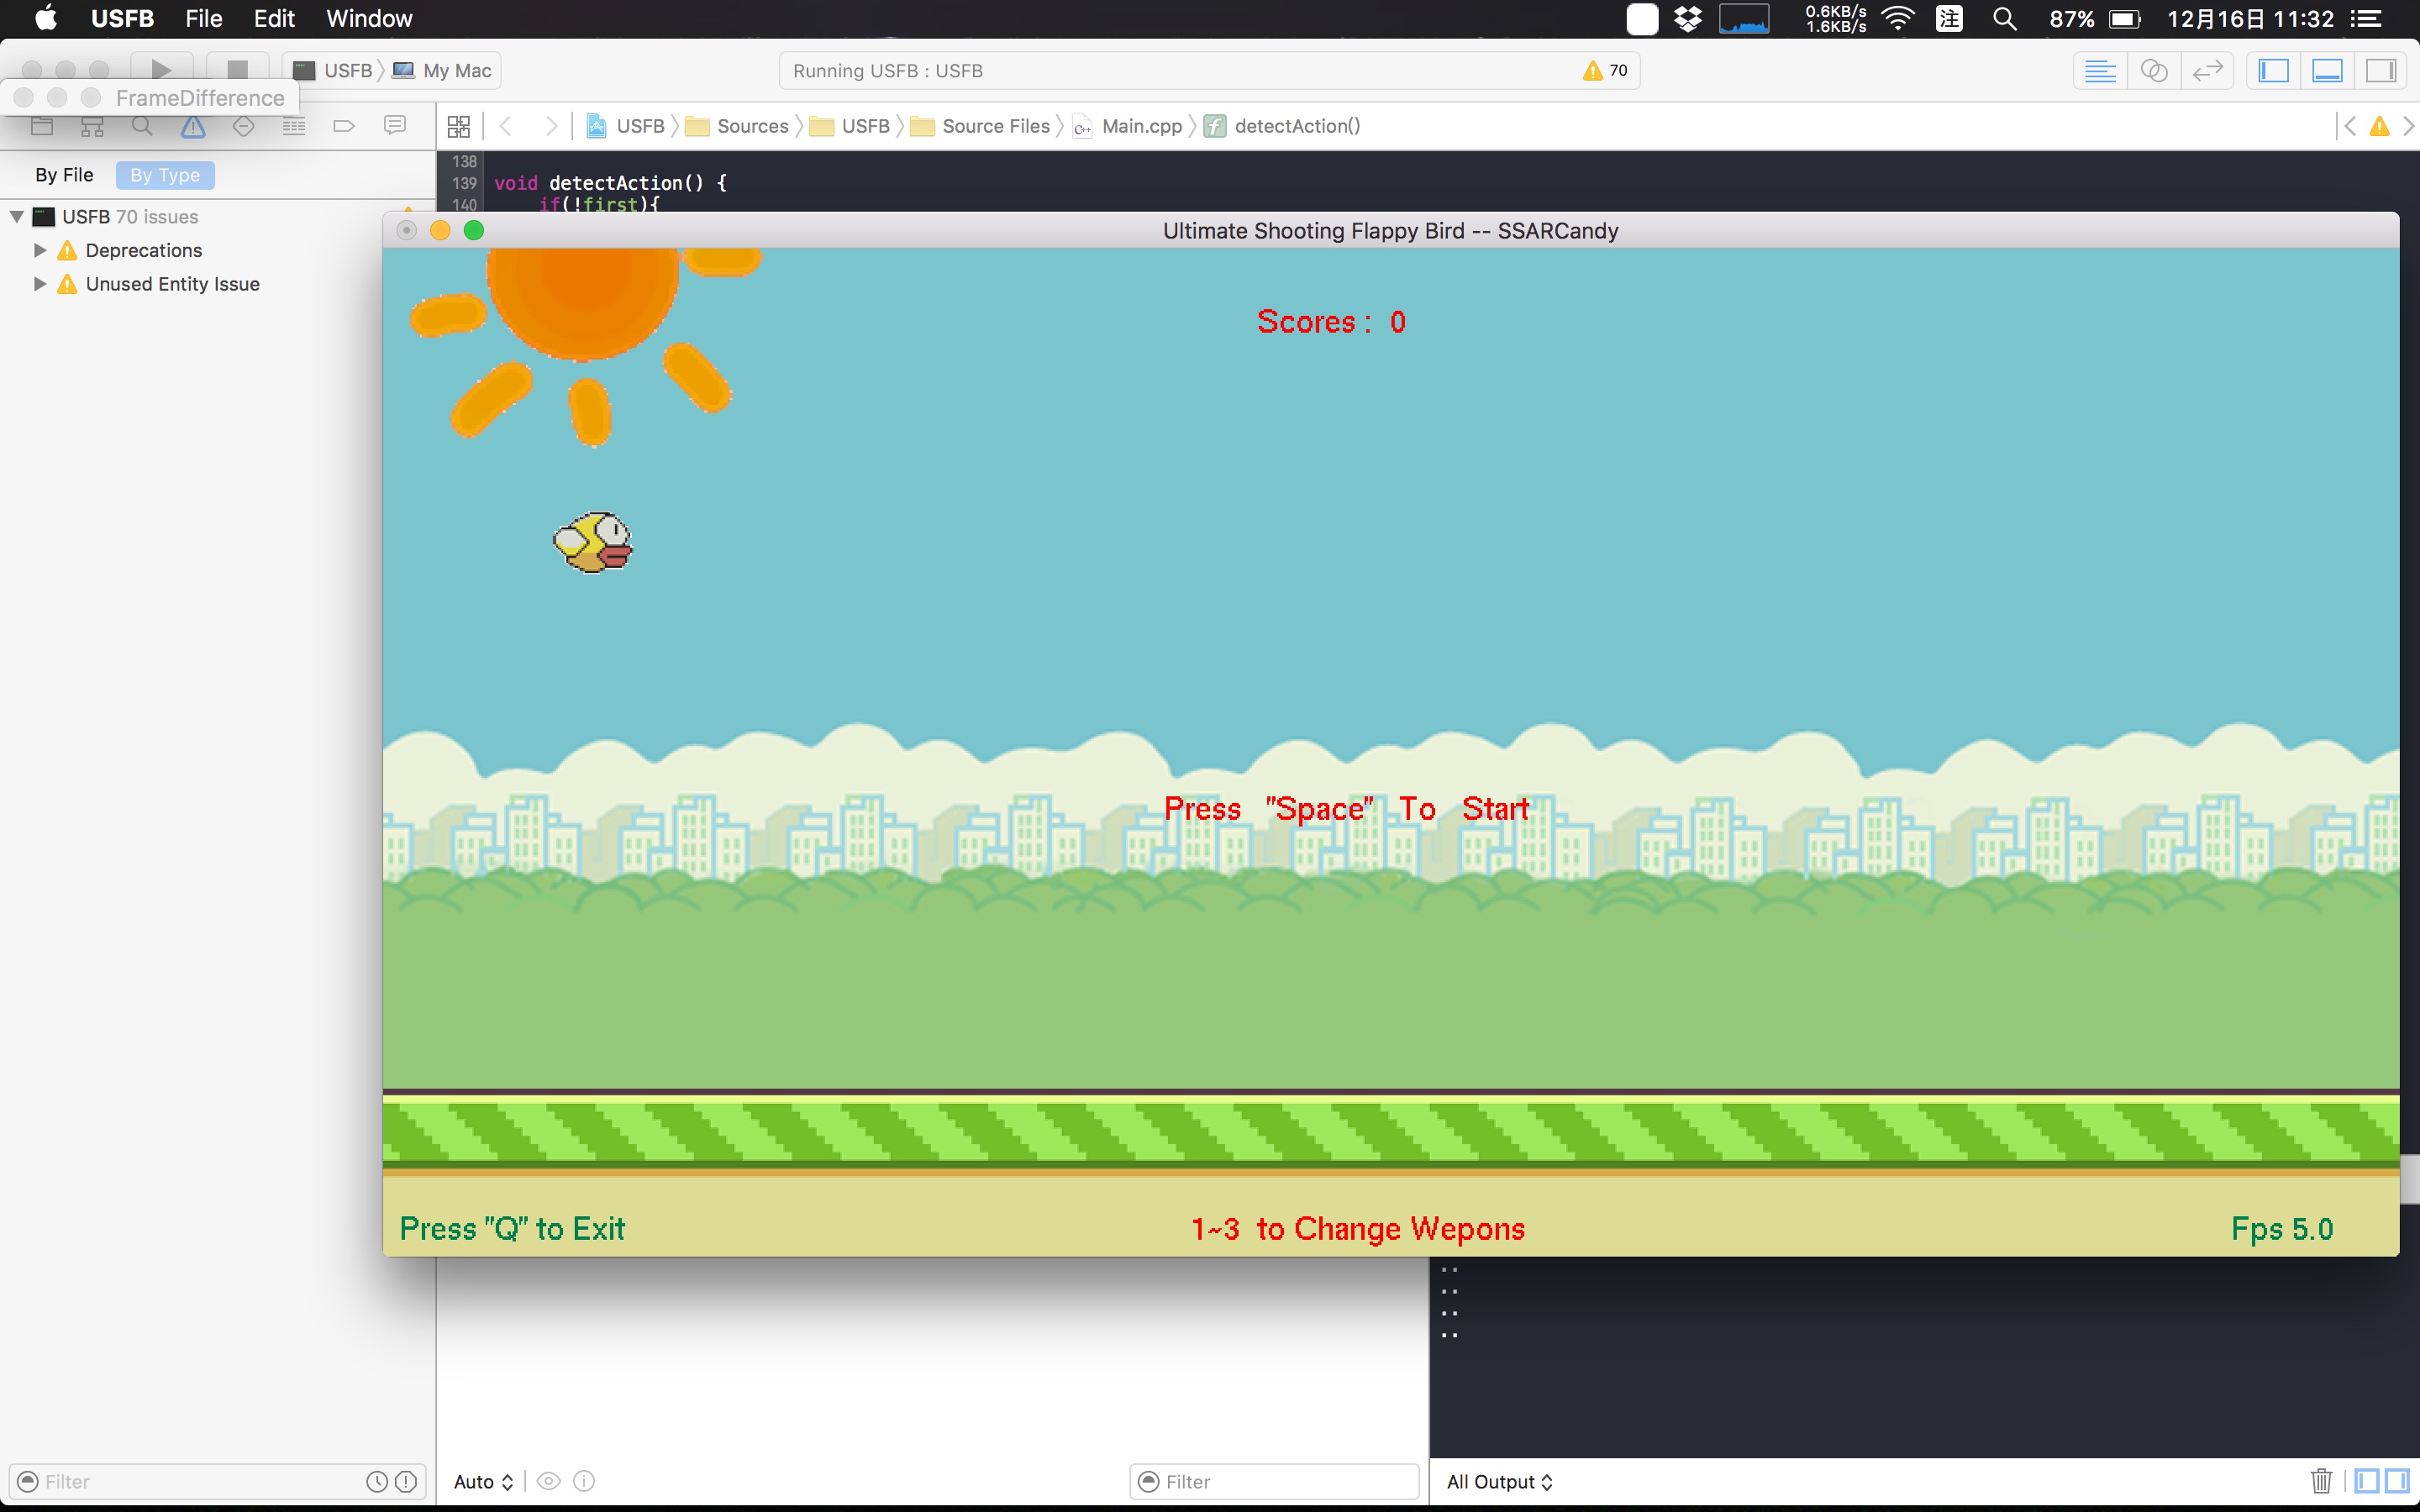 USFB File Edit Window
0.6KB/s
1.6KB/s
注 87% 12月16日 11:32
USFB My Mac Running USFB : USFB 70
FrameDifference
USFB Sources USFB Source Files Main.cpp detectAction()
By File By Type
138
139 void detectAction() {
140 if(!first){
USFB 70 issues
Deprecations
Unused Entity Issue
Ultimate Shooting Flappy Bird -- SSARCandy
Scores : 0
Press "Space" To Start
Press "Q" to Exit 1~3 to Change Wepons Fps 5.0
::
::
::
::
Filter Auto Filter All Output